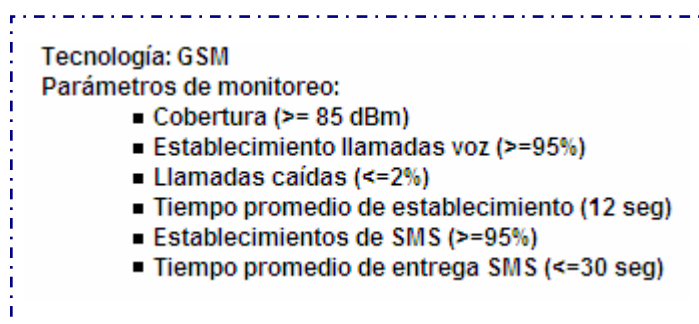 Tecnología: GSM
Parámetros de monitoreo:
▪ Cobertura (>= 85 dBm)
▪ Establecimiento llamadas voz (>=95%)
▪ Llamadas caídas (<=2%)
▪ Tiempo promedio de establecimiento (12 seg)
▪ Establecimientos de SMS (>=95%)
▪ Tiempo promedio de entrega SMS (<=30 seg)